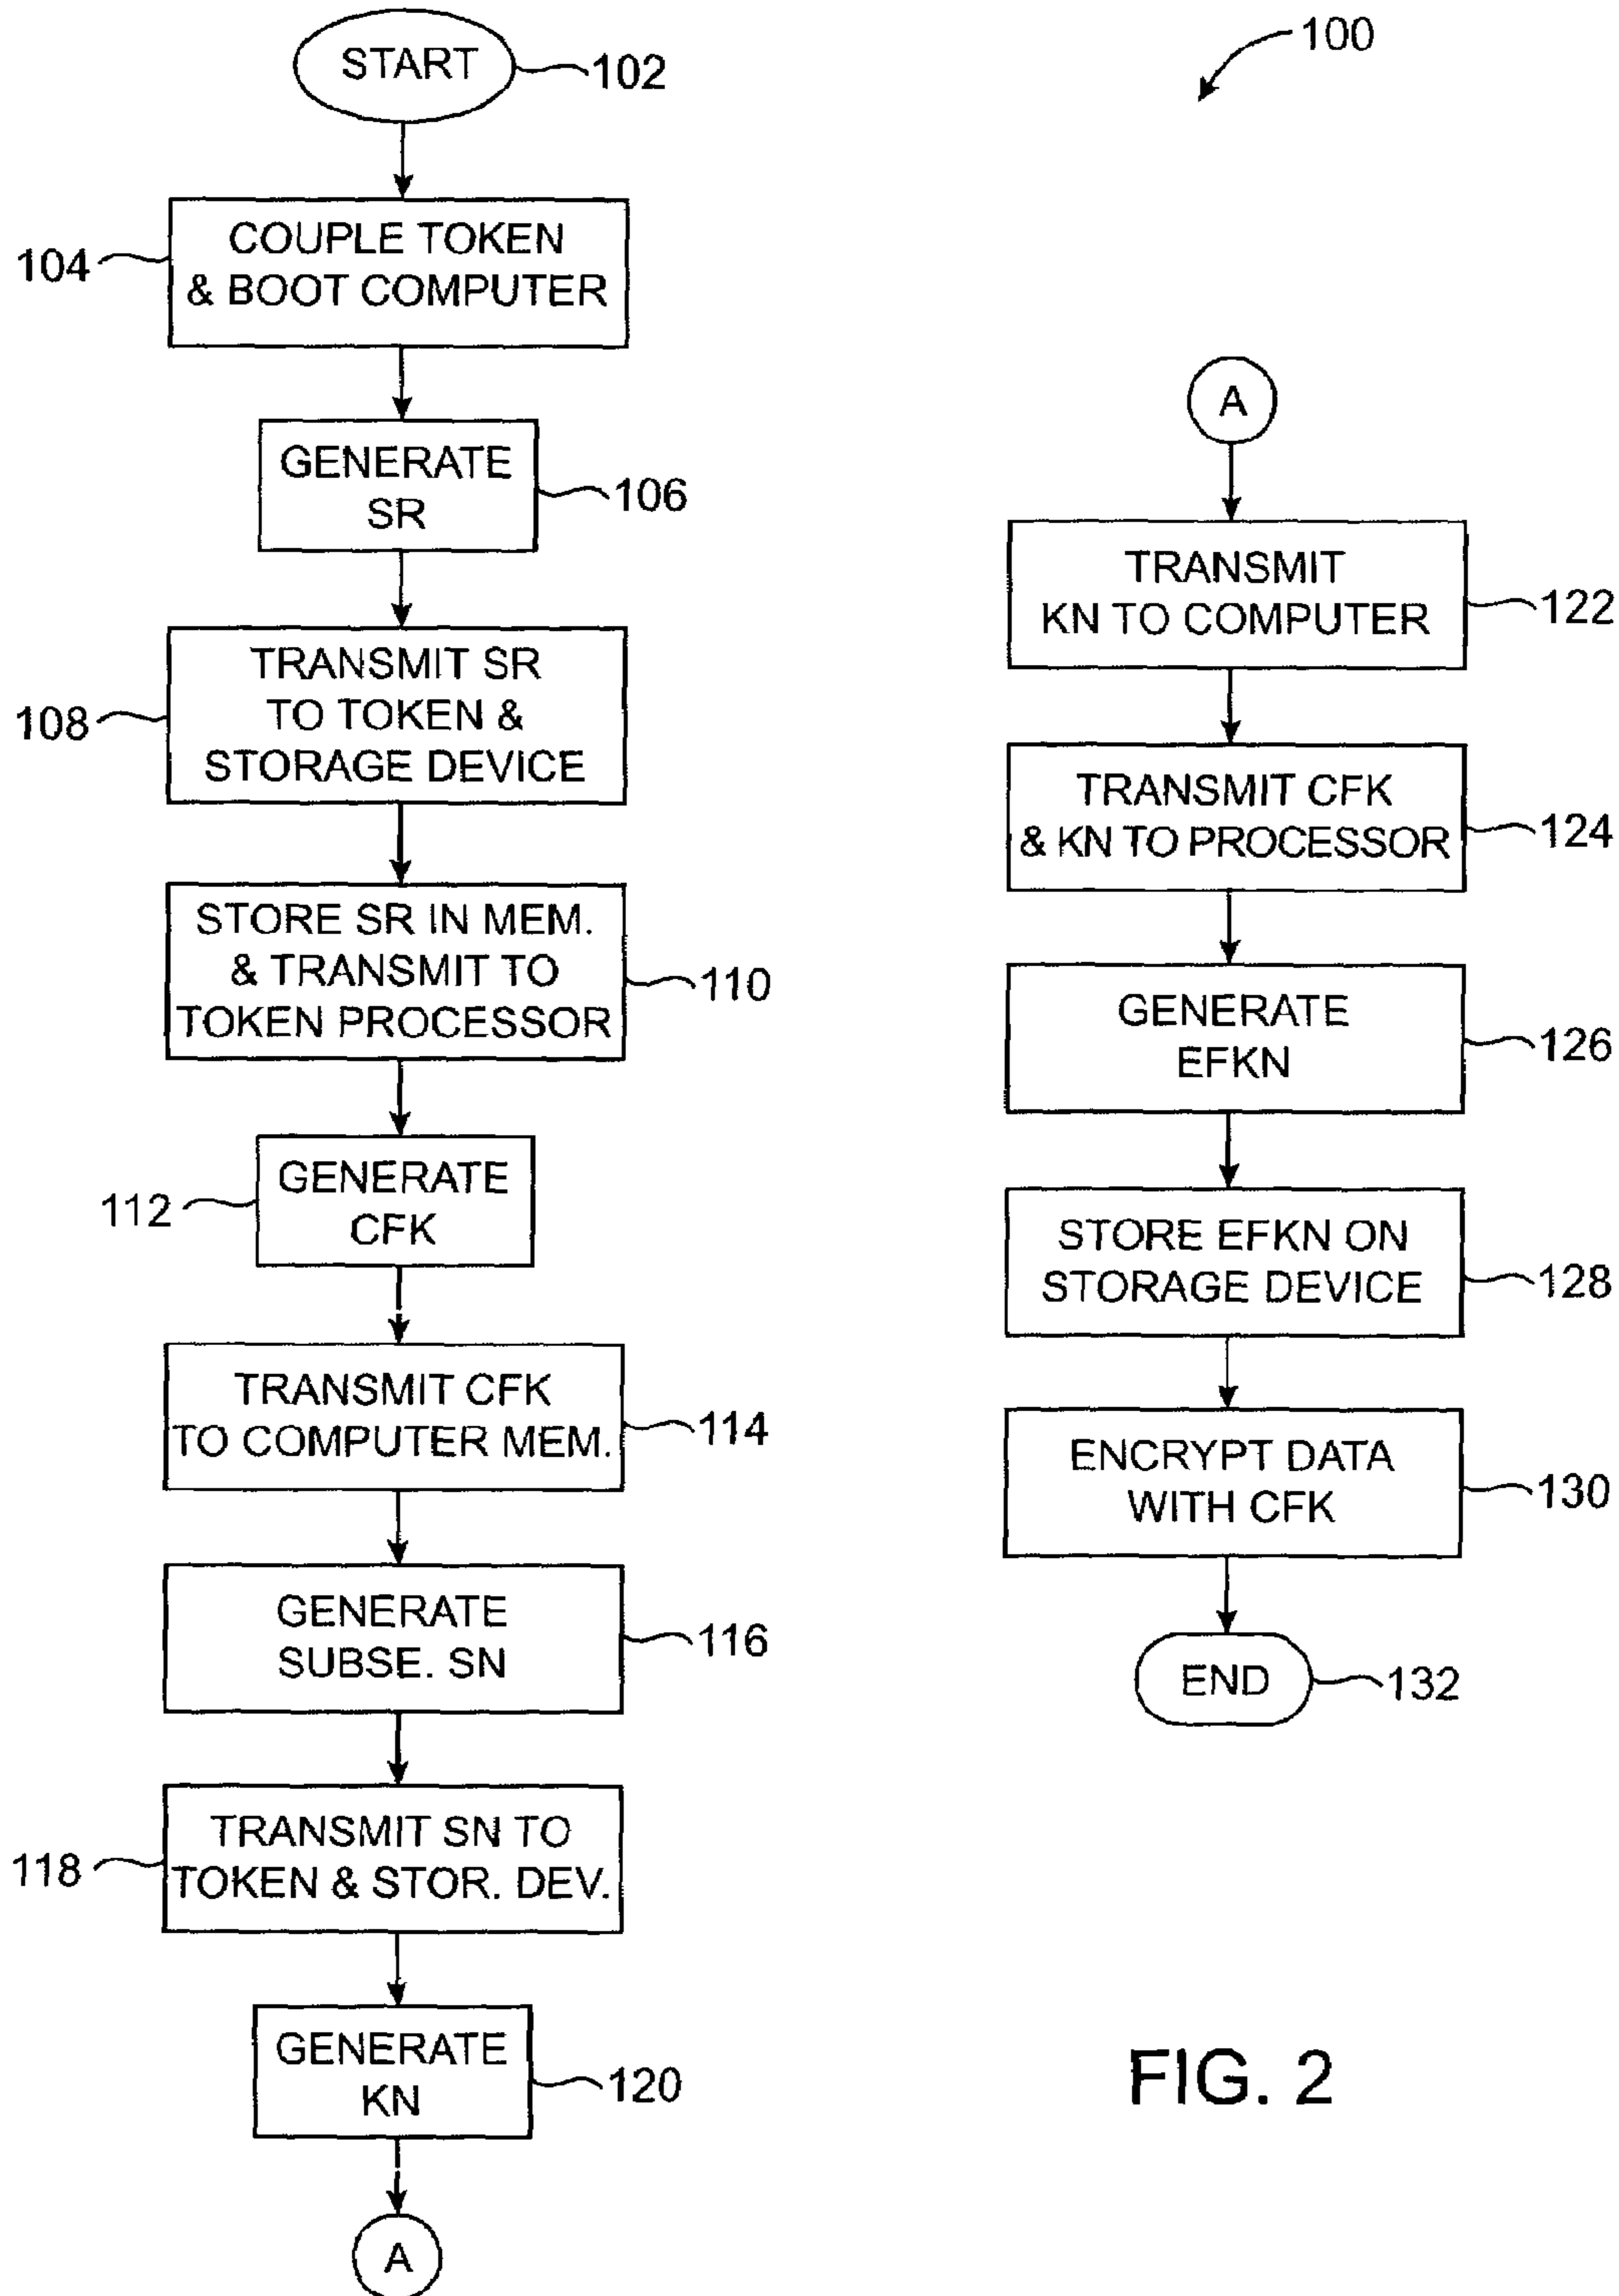 START
102
104
COUPLE TOKEN
& BOOT COMPUTER
GENERATE
SR
106
108
TRANSMIT SR
TO TOKEN &
STORAGE DEVICE
STORE SR IN MEM.
& TRANSMIT TO
TOKEN PROCESSOR
110
112
GENERATE
CFK
TRANSMIT CFK
TO COMPUTER MEM.
114
GENERATE
SUBSE. SN
116
118
TRANSMIT SN TO
TOKEN & STOR. DEV.
GENERATE
KN
120
A
100
A
TRANSMIT
KN TO COMPUTER
122
TRANSMIT CFK
& KN TO PROCESSOR
124
GENERATE
EFKN
126
STORE EFKN ON
STORAGE DEVICE
128
ENCRYPT DATA
WITH CFK
130
END
132
FIG. 2